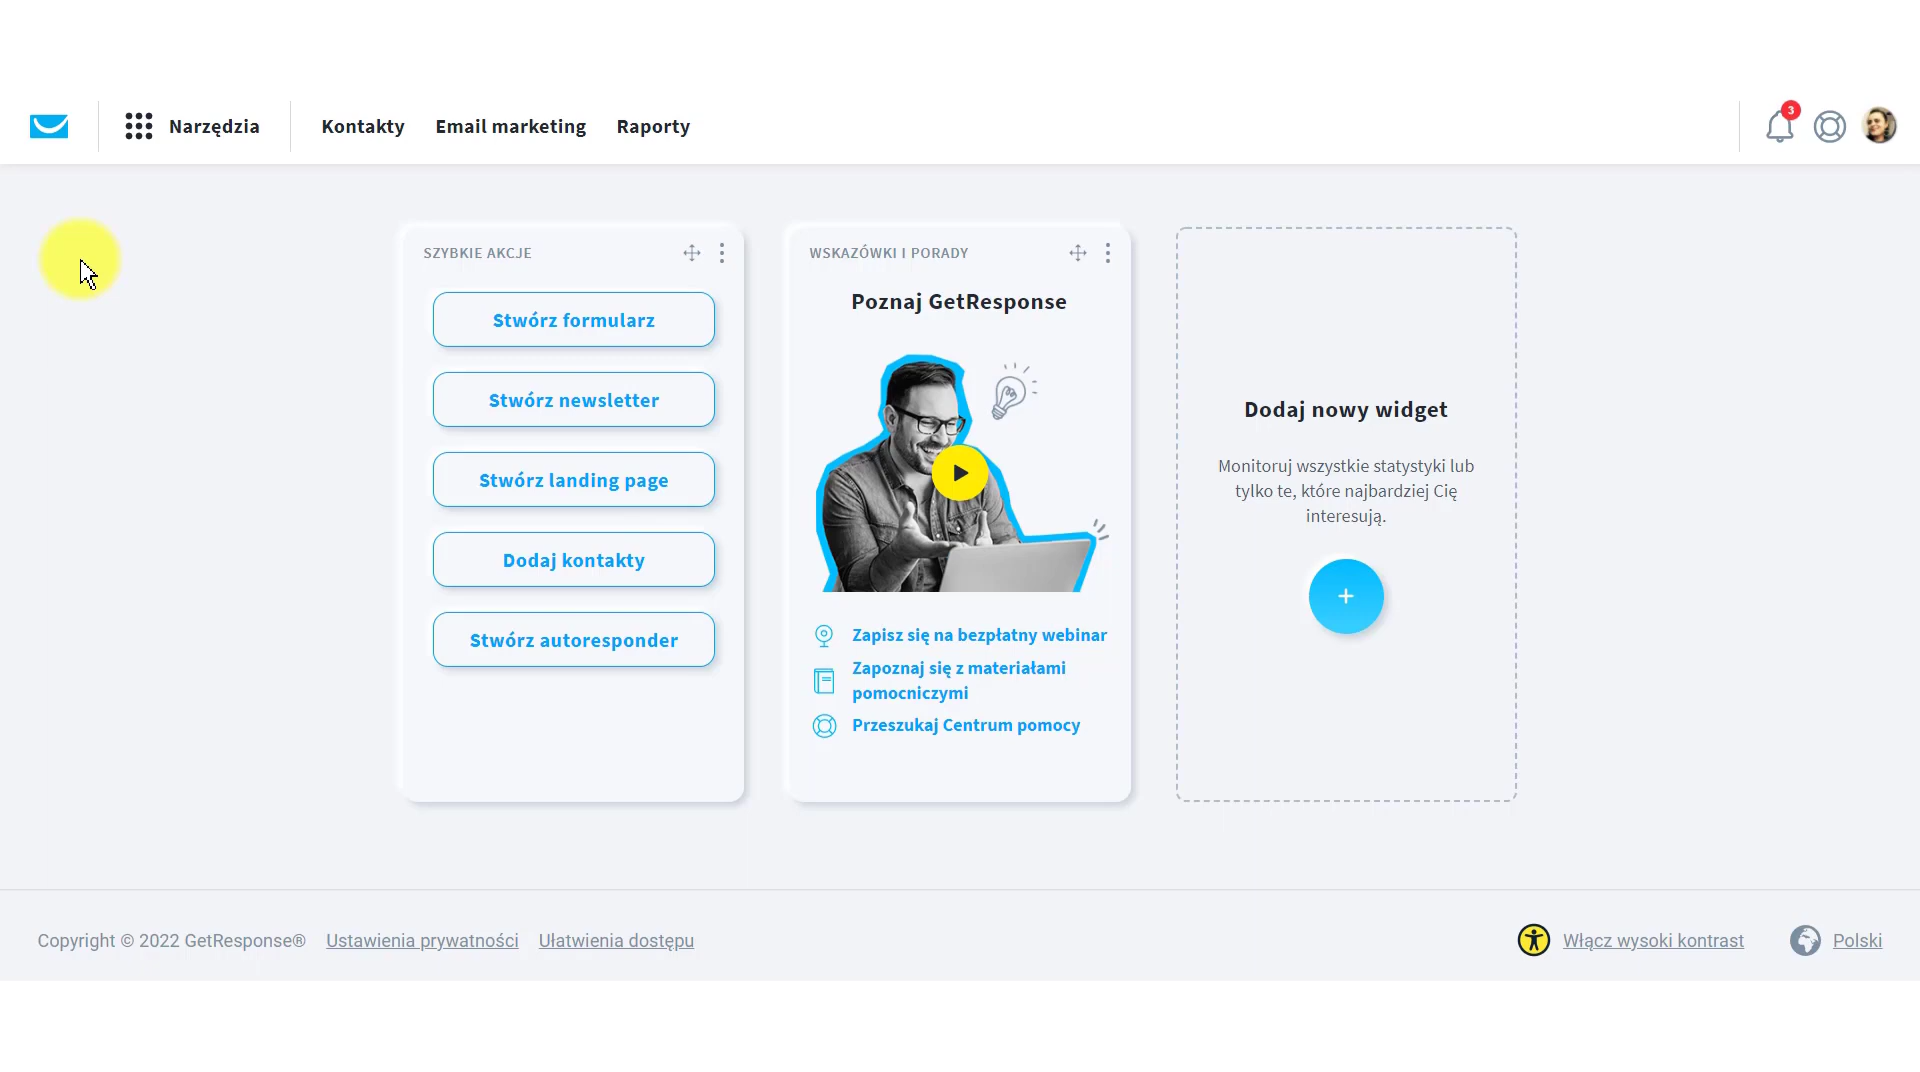 Narzędzia
Kontakty
Email marketing
Raporty
3
SZYBKIE AKCJE
Stwórz formularz
Stwórz newsletter
Stwórz landing page
Dodaj kontakty
Stwórz autoresponder
WSKAZÓWKI I PORADY
Poznaj GetResponse
Zapisz się na bezpłatny webinar
Zapoznaj się z materiałami
pomocniczymi
Przeszukaj Centrum pomocy
Dodaj nowy widget
Monitoruj wszystkie statystyki lub
tylko te, które najbardziej Cię
interesują.
Copyright © 2022 GetResponse®
Ustawienia prywatności
Ułatwienia dostępu
Włącz wysoki kontrast
Polski